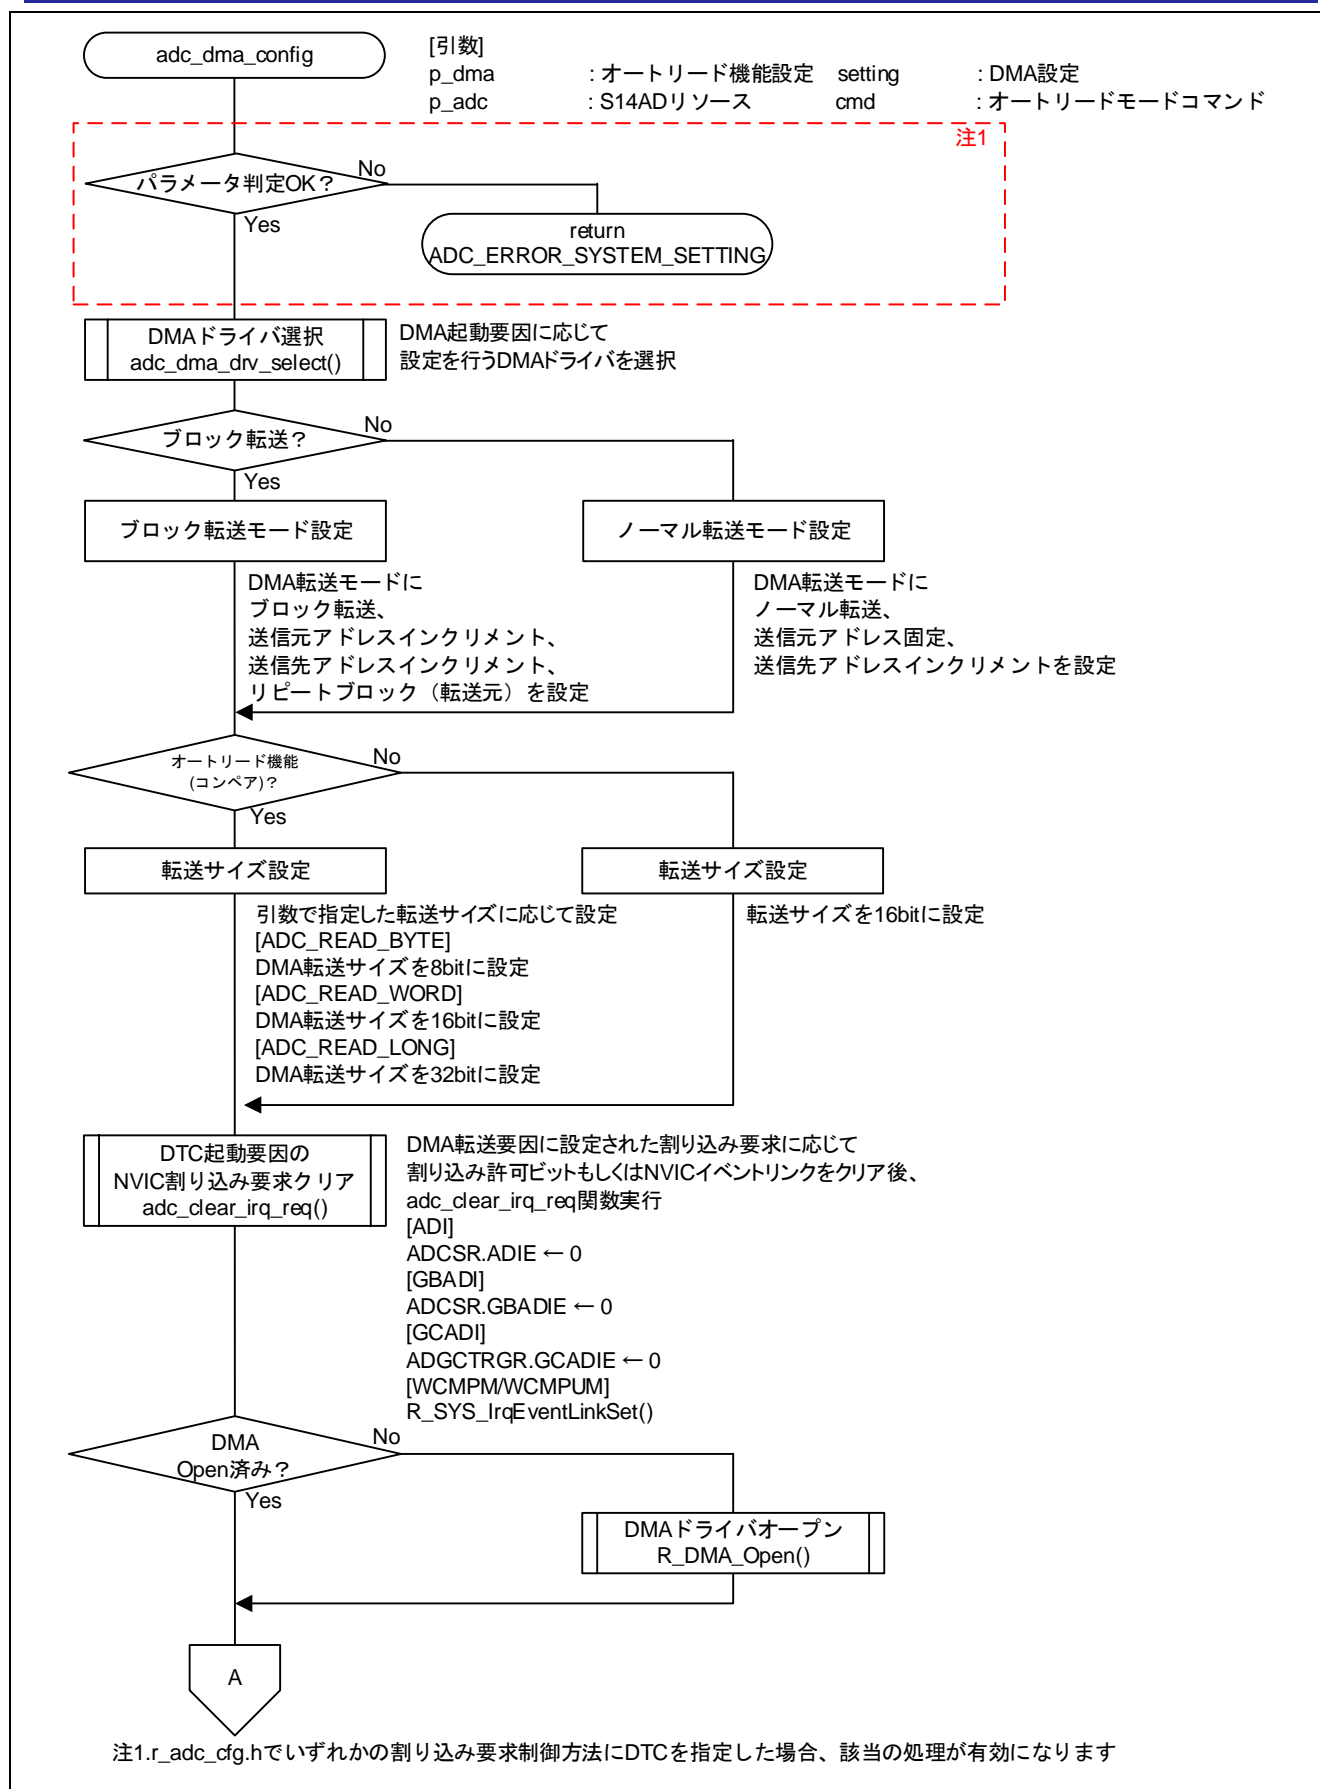 adc_dma_config
[引数]
p_dma : オートリード機能設定 setting : DMA設定
p_adc : S14ADリソース cmd : オートリードモードコマンド
注1
パラメータ判定OK?
No
Yes
return
ADC_ERROR_SYSTEM_SETTING
DMAドライバ選択
adc_dma_drv_select()
DMA起動要因に応じて
設定を行うDMAドライバを選択
ブロック転送?
No
Yes
ブロック転送モード設定
ノーマル転送モード設定
DMA転送モードに
ブロック転送、
送信元アドレスインクリメント、
送信先アドレスインクリメント、
リピートブロック（転送元）を設定
DMA転送モードに
ノーマル転送、
送信元アドレス固定、
送信先アドレスインクリメントを設定
オートリード機能
(コンペア)?
No
Yes
転送サイズ設定
転送サイズ設定
引数で指定した転送サイズに応じて設定
[ADC_READ_BYTE]
DMA転送サイズを8bitに設定
[ADC_READ_WORD]
DMA転送サイズを16bitに設定
[ADC_READ_LONG]
DMA転送サイズを32bitに設定
転送サイズを16bitに設定
DTC起動要因の
NVIC割り込み要求クリア
adc_clear_irq_req()
DMA転送要因に設定された割り込み要求に応じて
割り込み許可ビットもしくはNVICイベントリンクをクリア後、
adc_clear_irq_req関数実行
[ADI]
ADCSR.ADIE ← 0
[GBADI]
ADCSR.GBADIE ← 0
[GCADI]
ADGCTRGR.GCADIE ← 0
[WCMPM/WCMPUM]
R_SYS_IrqEventLinkSet()
DMA
Open済み?
No
Yes
DMAドライバオープン
R_DMA_Open()
A
注1.r_adc_cfg.hでいずれかの割り込み要求制御方法にDTCを指定した場合、該当の処理が有効になります